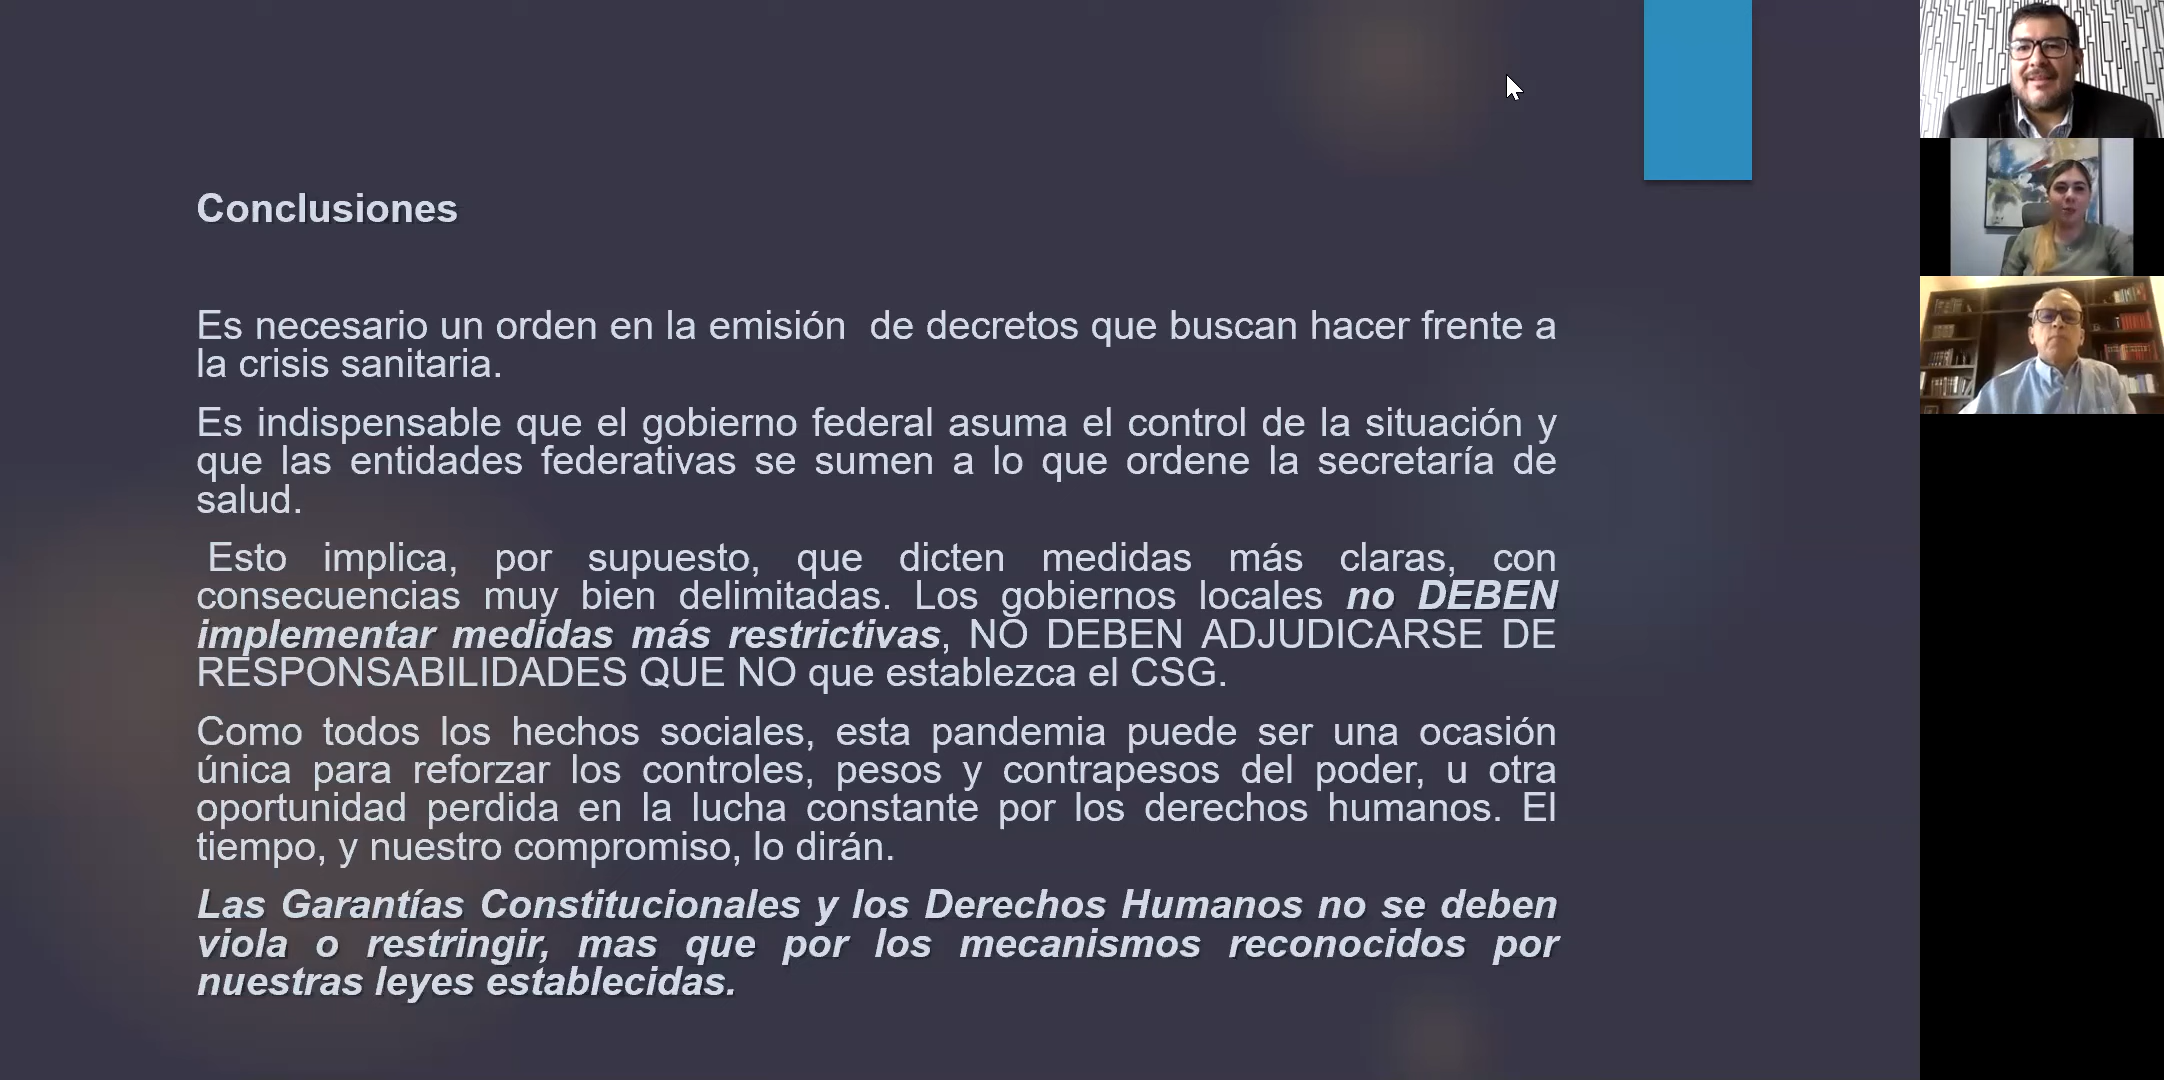 Conclusiones
Es necesario un orden en la emisión  de decretos que buscan hacer frente a
la crisis sanitaria.
Es indispensable que el gobierno federal asuma el control de la situación y
que las entidades federativas se sumen a lo que ordene la secretaría de
salud.
Esto implica, por supuesto, que dicten medidas más claras, con
consecuencias muy bien delimitadas. Los gobiernos locales no DEBEN
implementar medidas más restrictivas, NO DEBEN ADJUDICARSE DE
RESPONSABILIDADES QUE NO que establezca el CSG.
Como todos los hechos sociales, esta pandemia puede ser una ocasión
única para reforzar los controles, pesos y contrapesos del poder, u otra
oportunidad perdida en la lucha constante por los derechos humanos. El
tiempo, y nuestro compromiso, lo dirán.
Las Garantías Constitucionales y los Derechos Humanos no se deben
viola o restringir, mas que por los mecanismos reconocidos por
nuestras leyes establecidas.